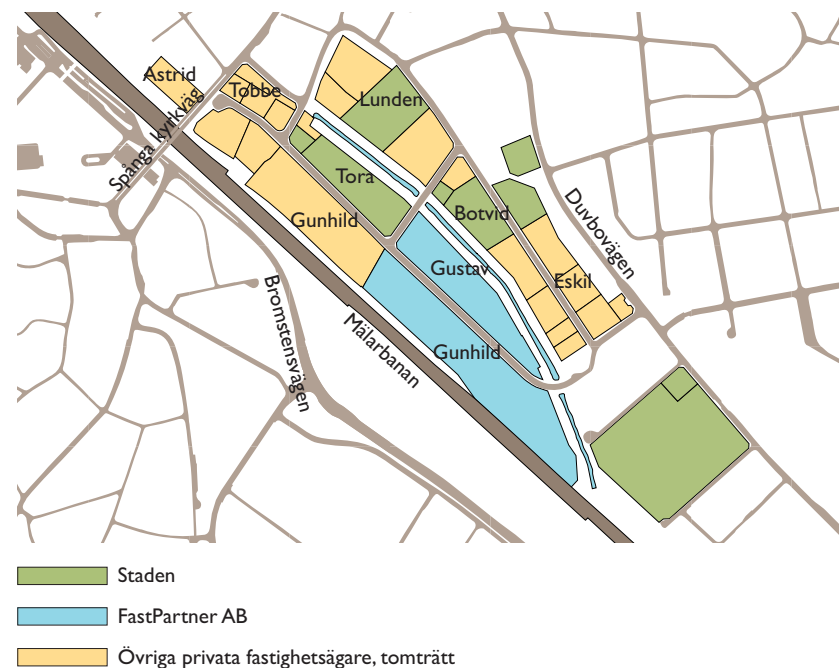 Astrid
Tobbe
Lunden
Spånga kyrkväg
Tora
Gunhild
Botvid
Duvbovägen
Gustav
Eskil
Bromstensvägen
Mälarbanan
Gunhild
Staden
FastPartner AB
Övriga privata fastighetsägare, tomträtt